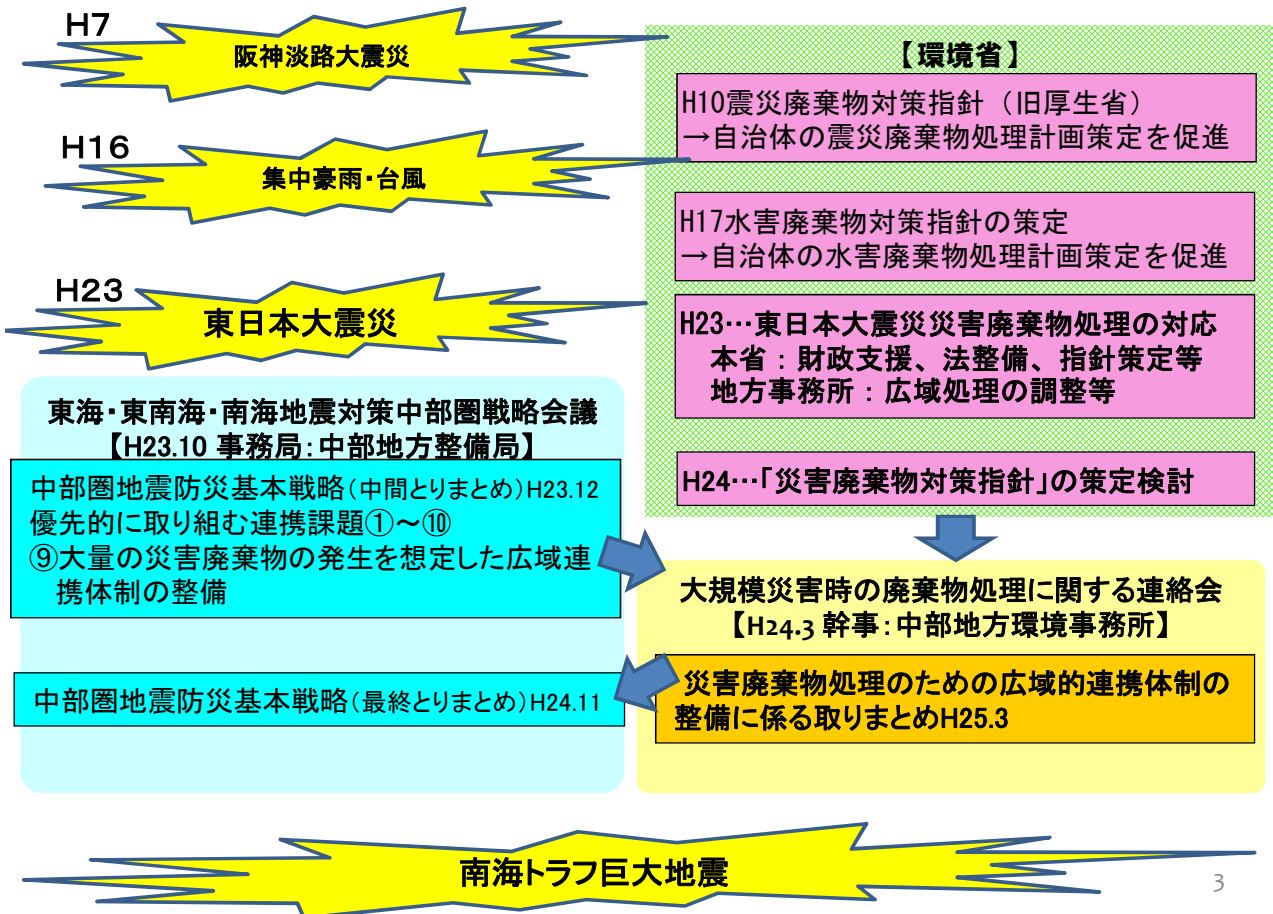 H7
阪神淡路大震災
H16
集中豪雨・台風
H23
東日本大震災
【環境省】
H10震災廃棄物対策指針（旧厚生省）
→自治体の震災廃棄物処理計画策定を促進
H17水害廃棄物対策指針の策定
→自治体の水害廃棄物処理計画策定を促進
H23…東日本大震災災害廃棄物処理の対応
本省：財政支援、法整備、指針策定等
地方事務所：広域処理の調整等
H24…「災害廃棄物対策指針」の策定検討
東海・東南海・南海地震対策中部圏戦略会議
【H23.10 事務局：中部地方整備局】
中部圏地震防災基本戦略（中間とりまとめ）H23.12
優先的に取り組む連携課題①～⑩
⑨大量の災害廃棄物の発生を想定した広域連
携体制の整備
中部圏地震防災基本戦略（最終とりまとめ）H24.11
大規模災害時の廃棄物処理に関する連絡会
【H24.3 幹事：中部地方環境事務所】
災害廃棄物処理のための広域的連携体制の
整備に係る取りまとめH25.3
南海トラフ巨大地震
3